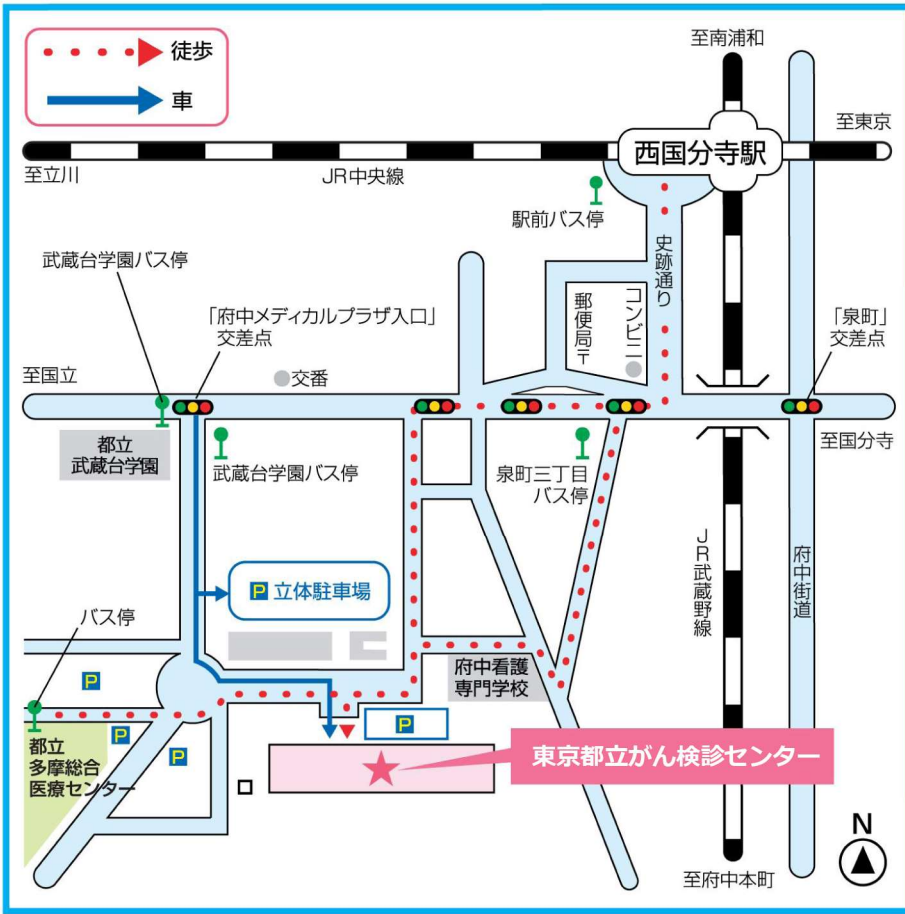 徒歩
車
至南浦和
至東京
西国分寺駅
至立川
JR中央線
駅前バス停
史跡通り
武蔵台学園バス停
「府中メディカルプラザ入口」
交差点
郵便局〒
コンビニ
「泉町」
交差点
至国立
交番
至国分寺
都立
武蔵台学園
武蔵台学園バス停
泉町三丁目
バス停
JR武蔵野線
府中街道
P 立体駐車場
バス停
府中看護
専門学校
P
P
P
P
都立
多摩総合
医療センター
東京都立がん検診センター
N
至府中本町